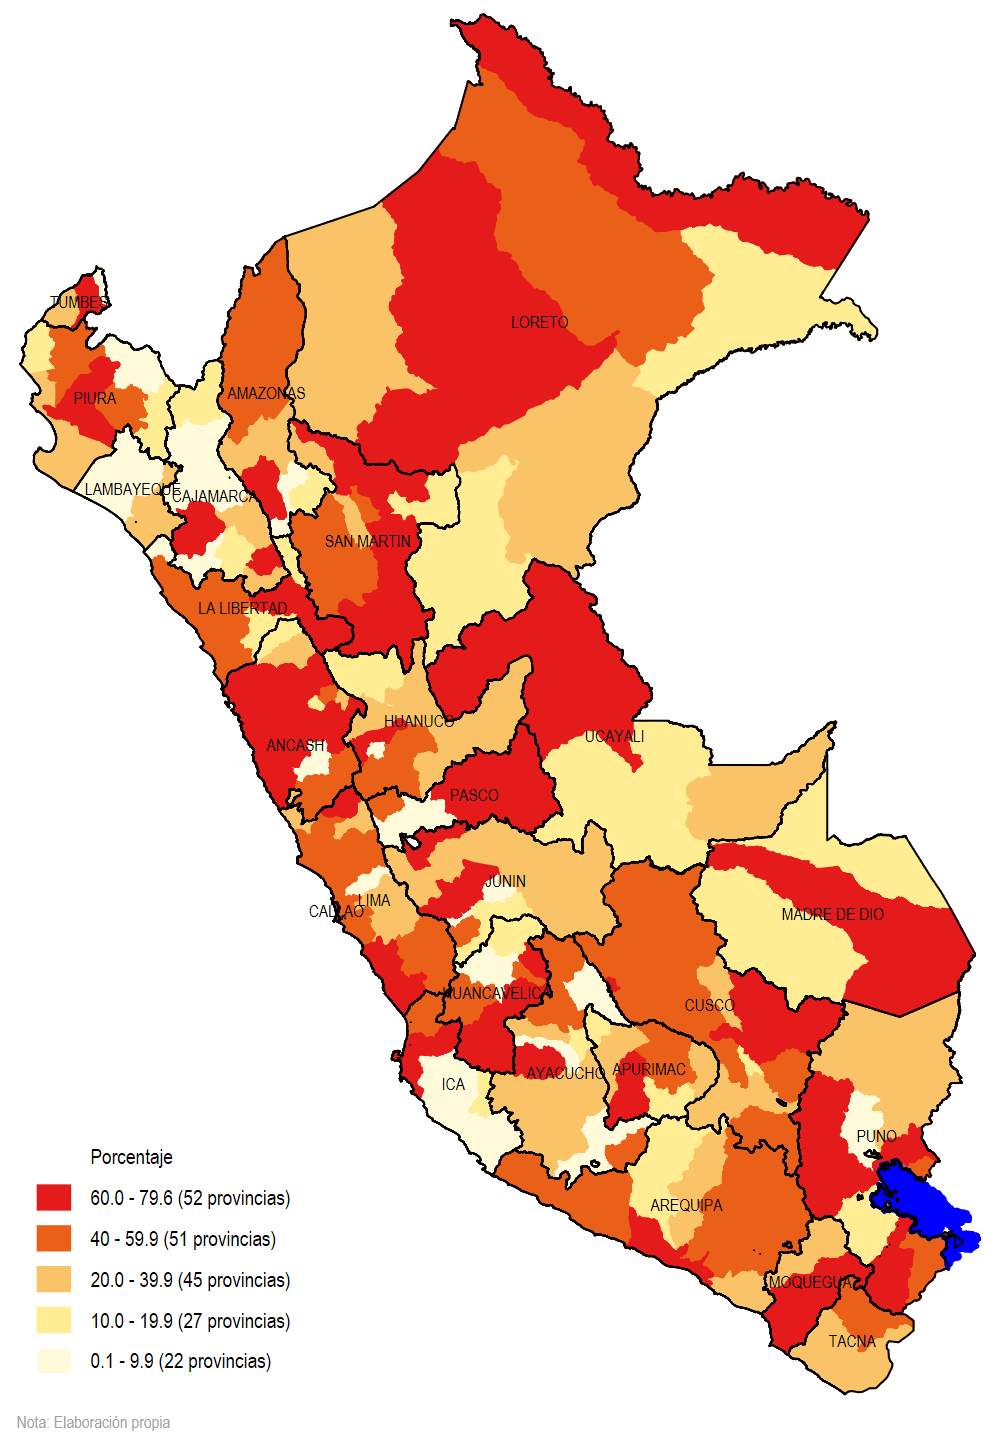 TUMBES
LORETO
AMAZONAS
PIURA
LAMBAYEQUE
CAJAMARCA
SAN MARTIN
LA LIBERTAD
HUANUCO
UCAYALI
ANCASH
PASCO
JUNIN
LIMA
CALLAO
MADRE DE DIO
HUANCAVELIC
CUSCO
APURIMAC
AYACUCHO
ICA
PUNO
AREQUIPA
MOQUEGUA
TACNA
Porcentaje
60.0 - 79.6 (52 provincias)
40 - 59.9 (51 provincias)
20.0 - 39.9 (45 provincias)
10.0 - 19.9 (27 provincias)
0.1 - 9.9 (22 provincias)
Nota: Elaboración propia